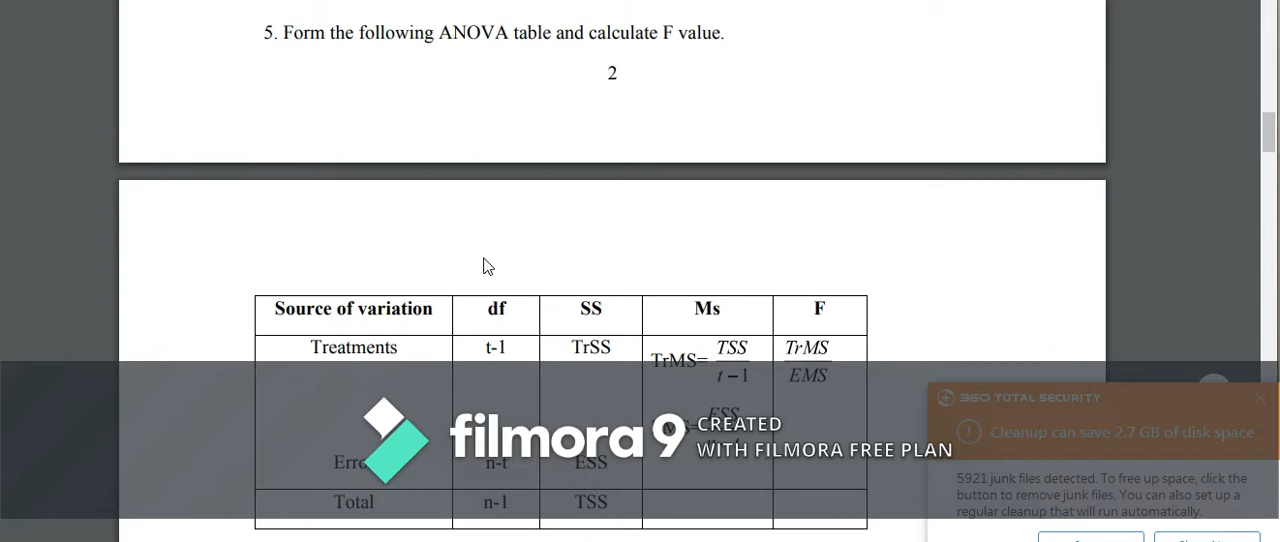 5. Form the following ANOVA table and calculate F value.
2
Source of variation df SS Ms F
Treatments t-1 TrSS TrMS= TSS / t-1 TrMS / EMS
ESS
n-t ESS
Total n-1 TSS
filmora9 CREATED
WITH FILMORA FREE PLAN
360 TOTAL SECURITY
Cleanup can save 2.7 GB of disk space
5921 junk files detected. To free up space, click the
button to remove junk files. You can also set up a
regular cleanup that will run automatically.